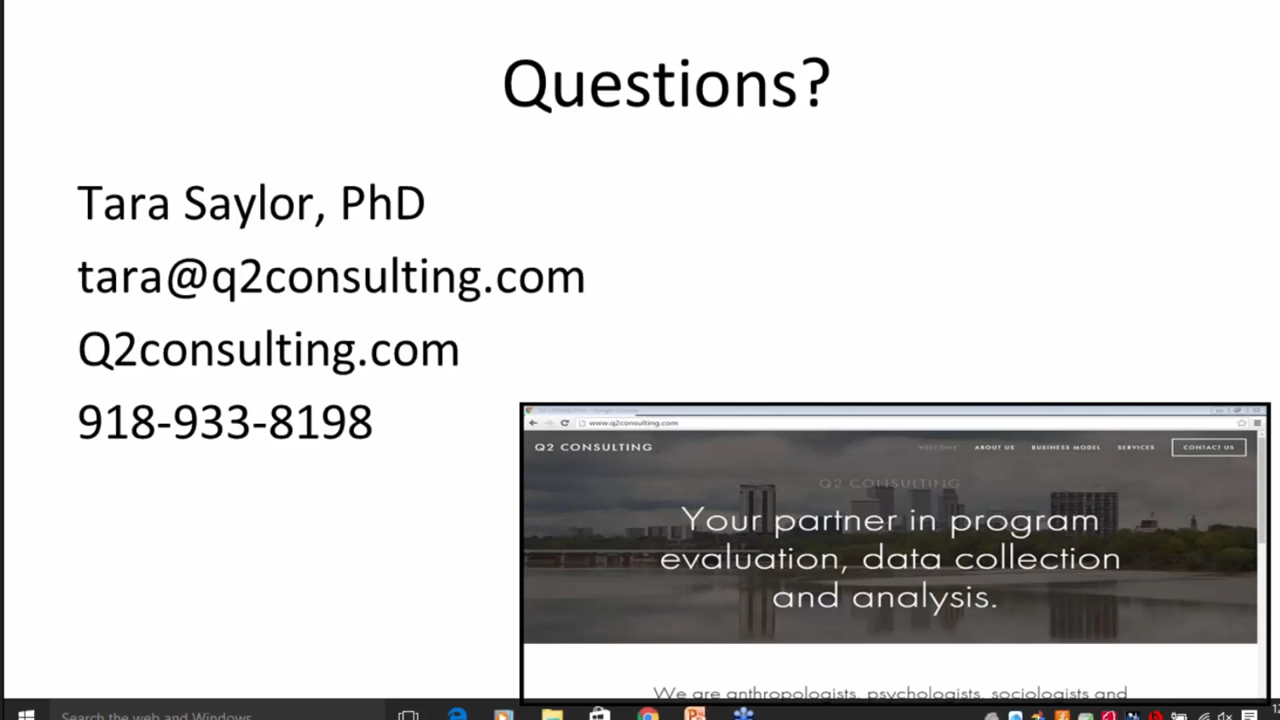 Questions?
Tara Saylor, PhD
tara@q2consulting.com
Q2consulting.com
918-933-8198
www.q2consulting.com
Q2 CONSULTING
WELCOME ABOUT US BUSINESS MODEL SERVICES CONTACT US
Q2 CONSULTING
Your partner in program
evaluation, data collection
and analysis.
We are anthropologists, psychologists, sociologists and
Search the web and Windows